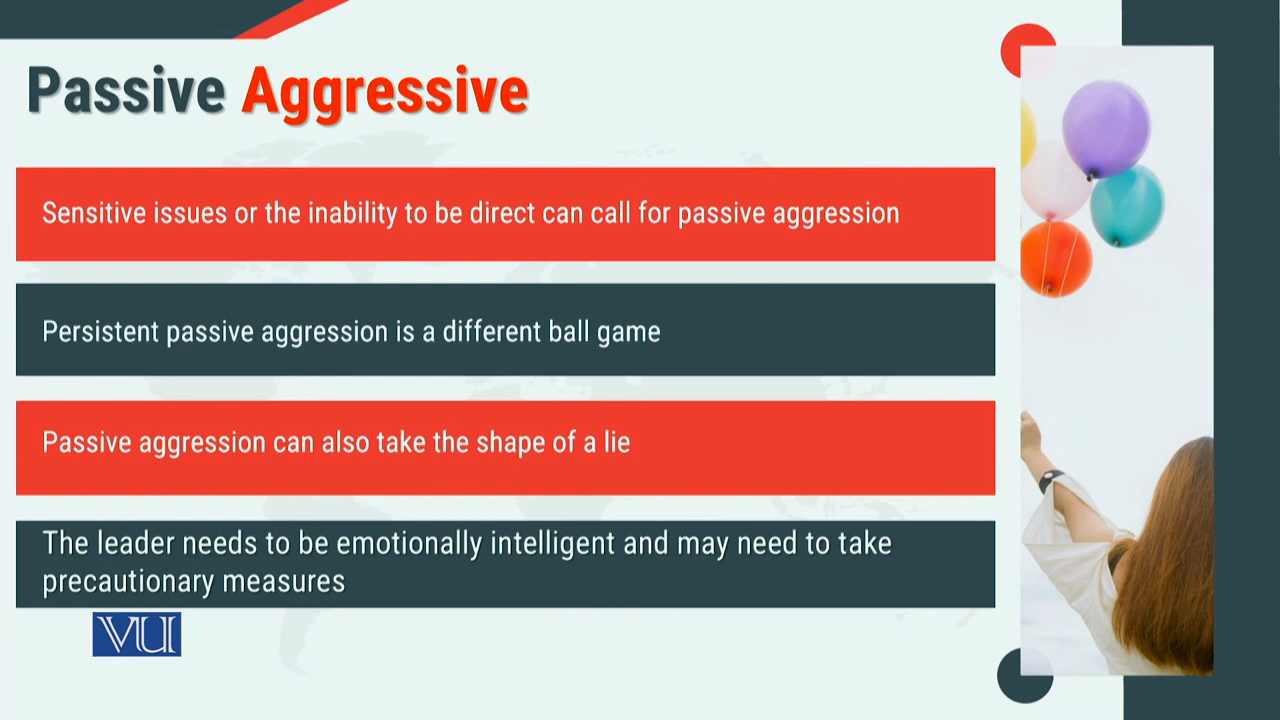 Passive Aggressive
Sensitive issues or the inability to be direct can call for passive aggression
Persistent passive aggression is a different ball game
Passive aggression can also take the shape of a lie
The leader needs to be emotionally intelligent and may need to take
precautionary measures
VU